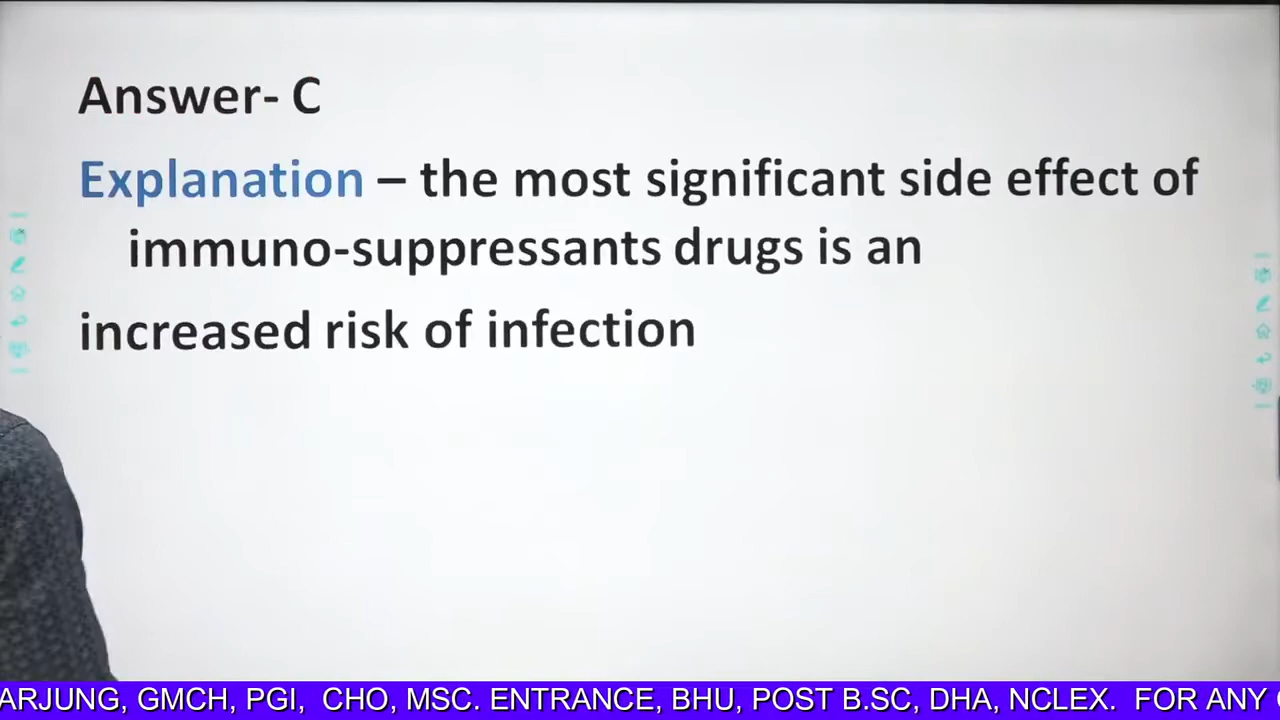 Answer- C
Explanation – the most significant side effect of
immuno-suppressants drugs is an
increased risk of infection
ARJUNG, GMCH, PGI, CHO, MSC. ENTRANCE, BHU, POST B.SC, DHA, NCLEX. FOR ANY